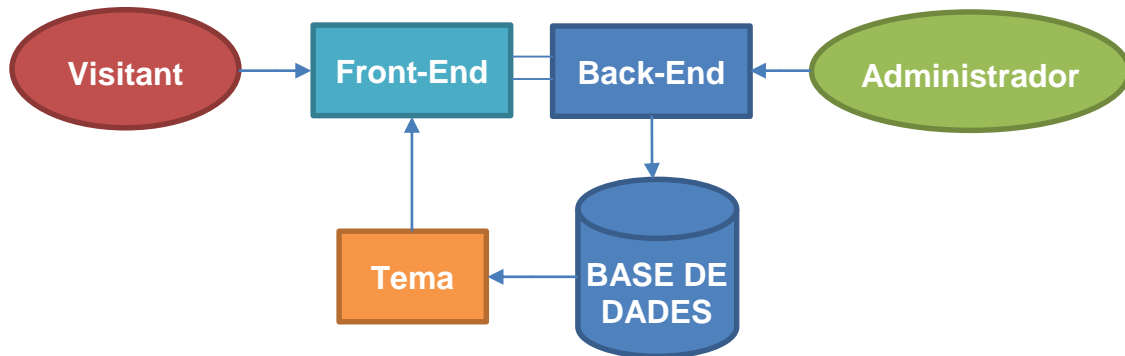 Visitant
Front-End
Back-End
Administrador
Tema
BASE DE
DADES